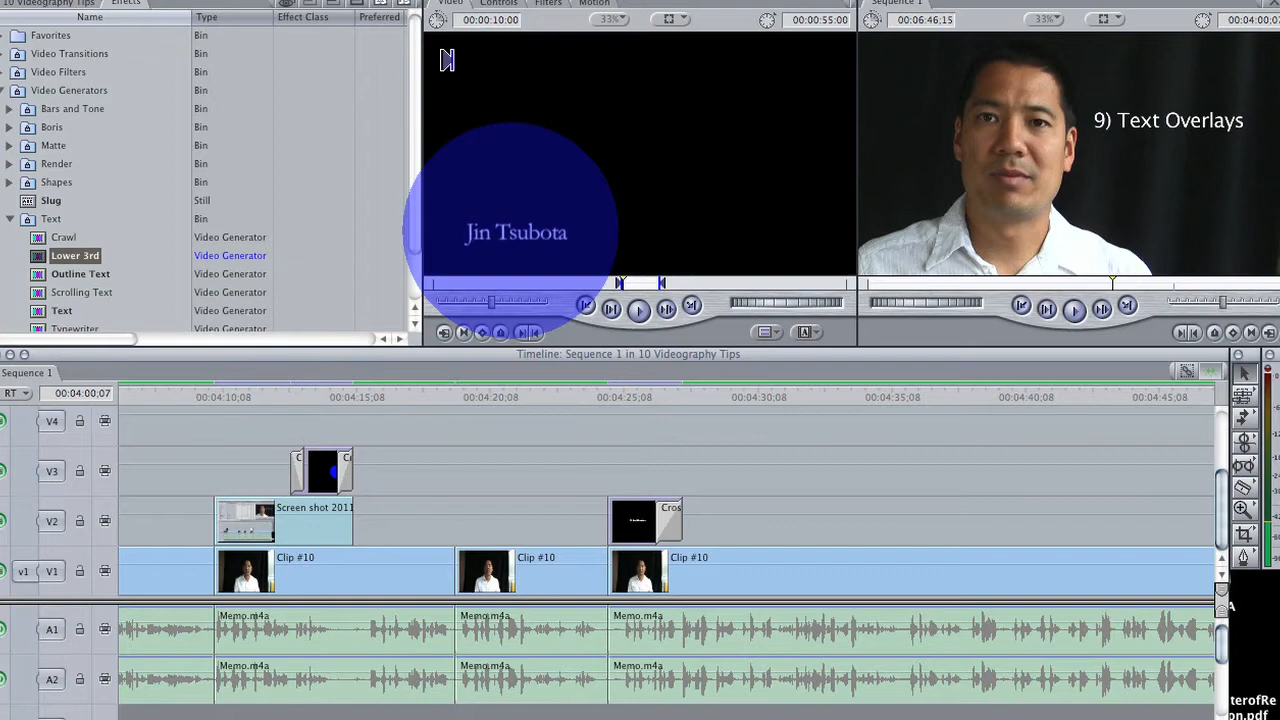 10 Videography Tips Effects
Name Type Effect Class Preferred
Favorites Bin
Video Transitions Bin
Video Filters Bin
Video Generators Bin
Bars and Tone Bin
Boris Bin
Matte Bin
Render Bin
Shapes Bin
Slug Still
Text Bin
Crawl Video Generator
Lower 3rd Video Generator
Outline Text Video Generator
Scrolling Text Video Generator
Text Video Generator
Typewriter Video Generator
Video Controls Filters Motion
00:00:10:00 33% 00:00:55:00
Jin Tsubota
Sequence 1
00:06:46;15 33% 00:04:00;0
9) Text Overlays
Timeline: Sequence 1 in 10 Videography Tips
Sequence 1
RT 00:04:00;07 00:04:10;08 00:04:15;08 00:04:20;08 00:04:25;08 00:04:30;08 00:04:35;08 00:04:40;08 00:04:45;08
V4
V3 C
V2 Screen shot 2011 Cros
v1 V1 Clip #10 Clip #10 Clip #10
A1 Memo.m4a Memo.m4a Memo.m4a
A2 Memo.m4a Memo.m4a Memo.m4a
A
terofRe
on.pdf